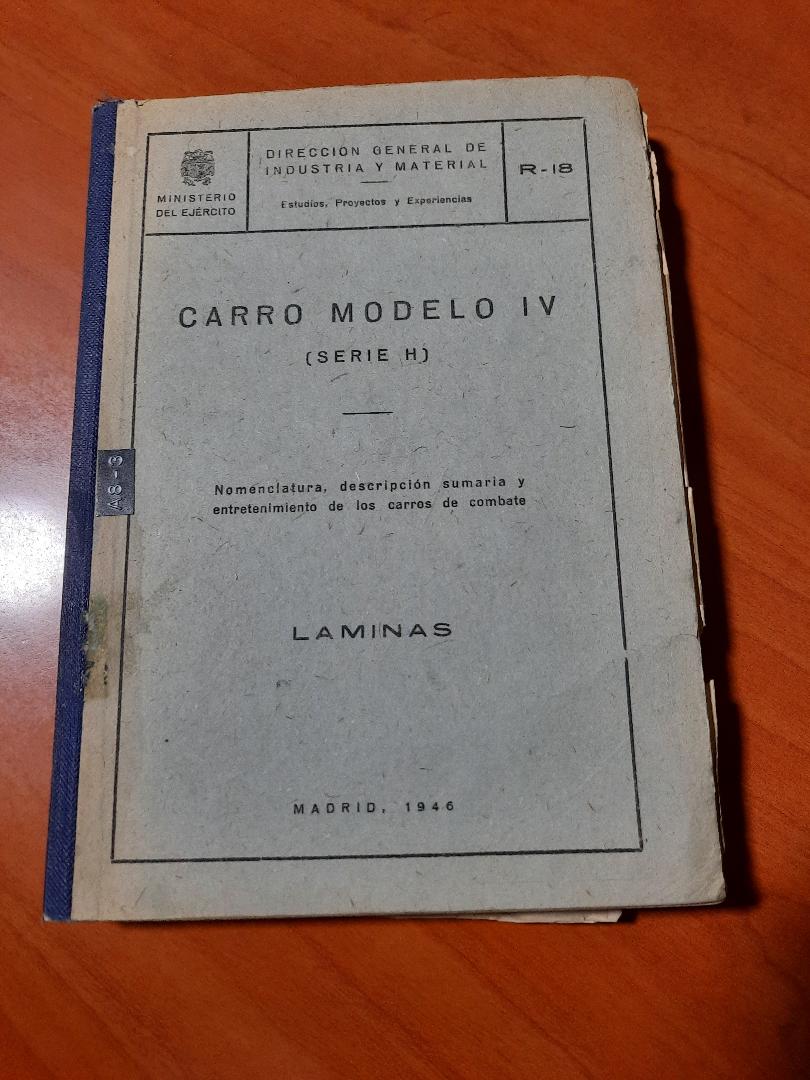 MINISTERIO
DEL EJÉRCITO
DIRECCION GENERAL DE
INDUSTRIA Y MATERIAL
Estudios, Proyectos y Experiencias
R-18
CARRO MODELO IV
(SERIE H)
Nomenclatura, descripción sumaria y
entretenimiento de los carros de combate
A8-3
LAMINAS
MADRID, 1946